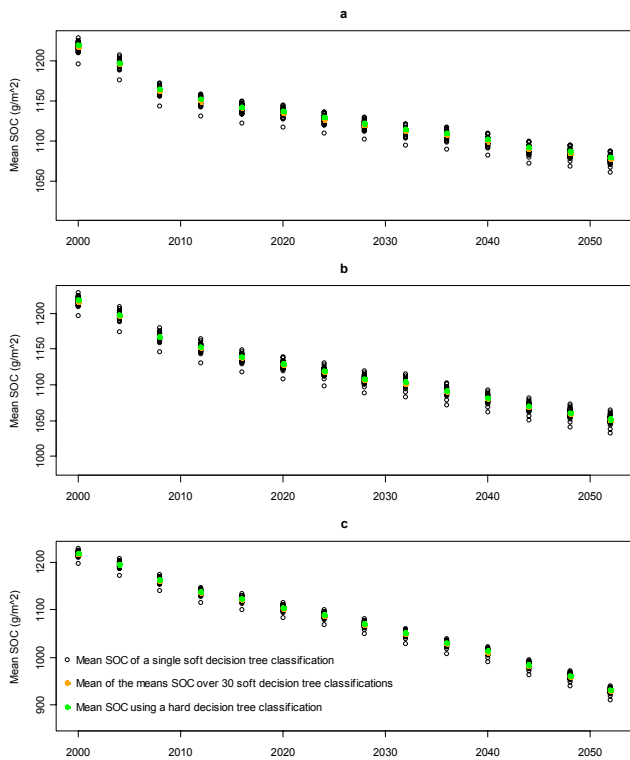 a
Mean SOC (g/m^2)
1200
1150
1100
1050
2000 2010 2020 2030 2040 2050
b
Mean SOC (g/m^2)
1200
1150
1100
1050
1000
2000 2010 2020 2030 2040 2050
c
Mean SOC (g/m^2)
1200
1100
1000
900
Mean SOC of a single soft decision tree classification
Mean of the means SOC over 30 soft decision tree classifications
Mean SOC using a hard decision tree classification
2000 2010 2020 2030 2040 2050